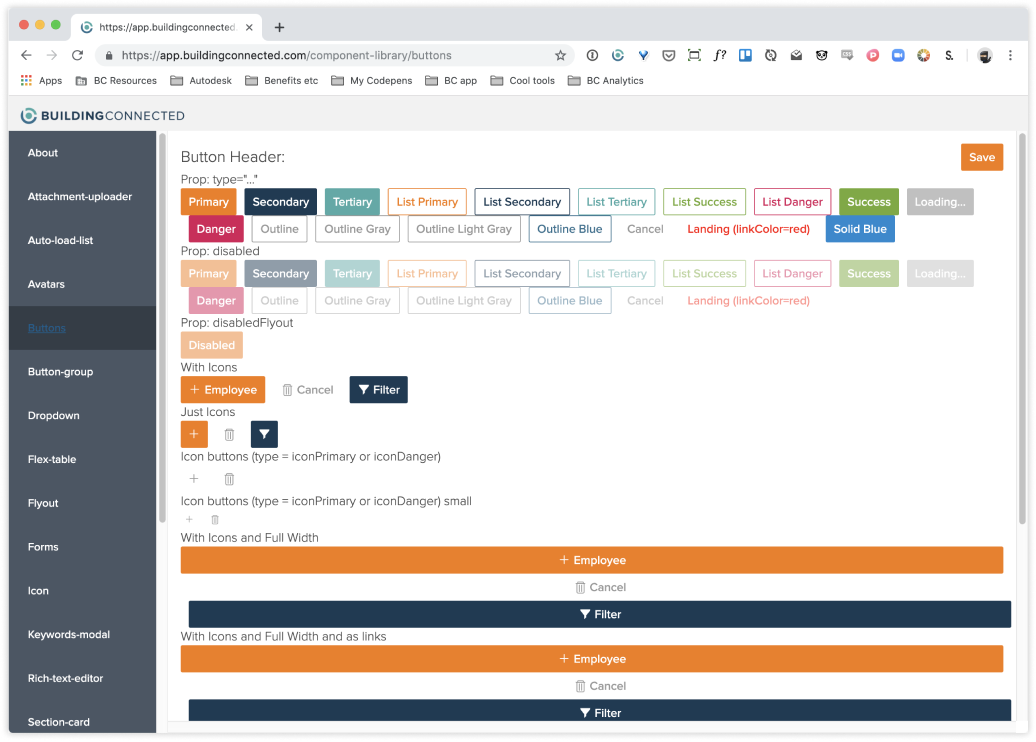 https://app.buildingconnected.
https://app.buildingconnected.com/component-library/buttons
f?
S.
Apps
BC Resources
Autodesk
Benefits etc
My Codepens
BC app
Cool tools
BC Analytics
BUILDINGCONNECTED
About
Attachment-uploader
Auto-load-list
Avatars
Buttons
Button-group
Dropdown
Flex-table
Flyout
Forms
Icon
Keywords-modal
Rich-text-editor
Section-card
Button Header:
Save
Prop: type="..."
Primary Secondary Tertiary List Primary List Secondary List Tertiary List Success List Danger Success Loading...
Danger Outline Outline Gray Outline Light Gray Outline Blue Cancel Landing (linkColor=red) Solid Blue
Prop: disabled
Primary Secondary Tertiary List Primary List Secondary List Tertiary List Success List Danger Success Loading...
Danger Outline Outline Gray Outline Light Gray Outline Blue Cancel Landing (linkColor=red)
Prop: disabledFlyout
Disabled
With Icons
+ Employee Cancel Filter
Just Icons
+
Icon buttons (type = iconPrimary or iconDanger)
+
Icon buttons (type = iconPrimary or iconDanger) small
+
With Icons and Full Width
+ Employee
Cancel
Filter
With Icons and Full Width and as links
+ Employee
Cancel
Filter